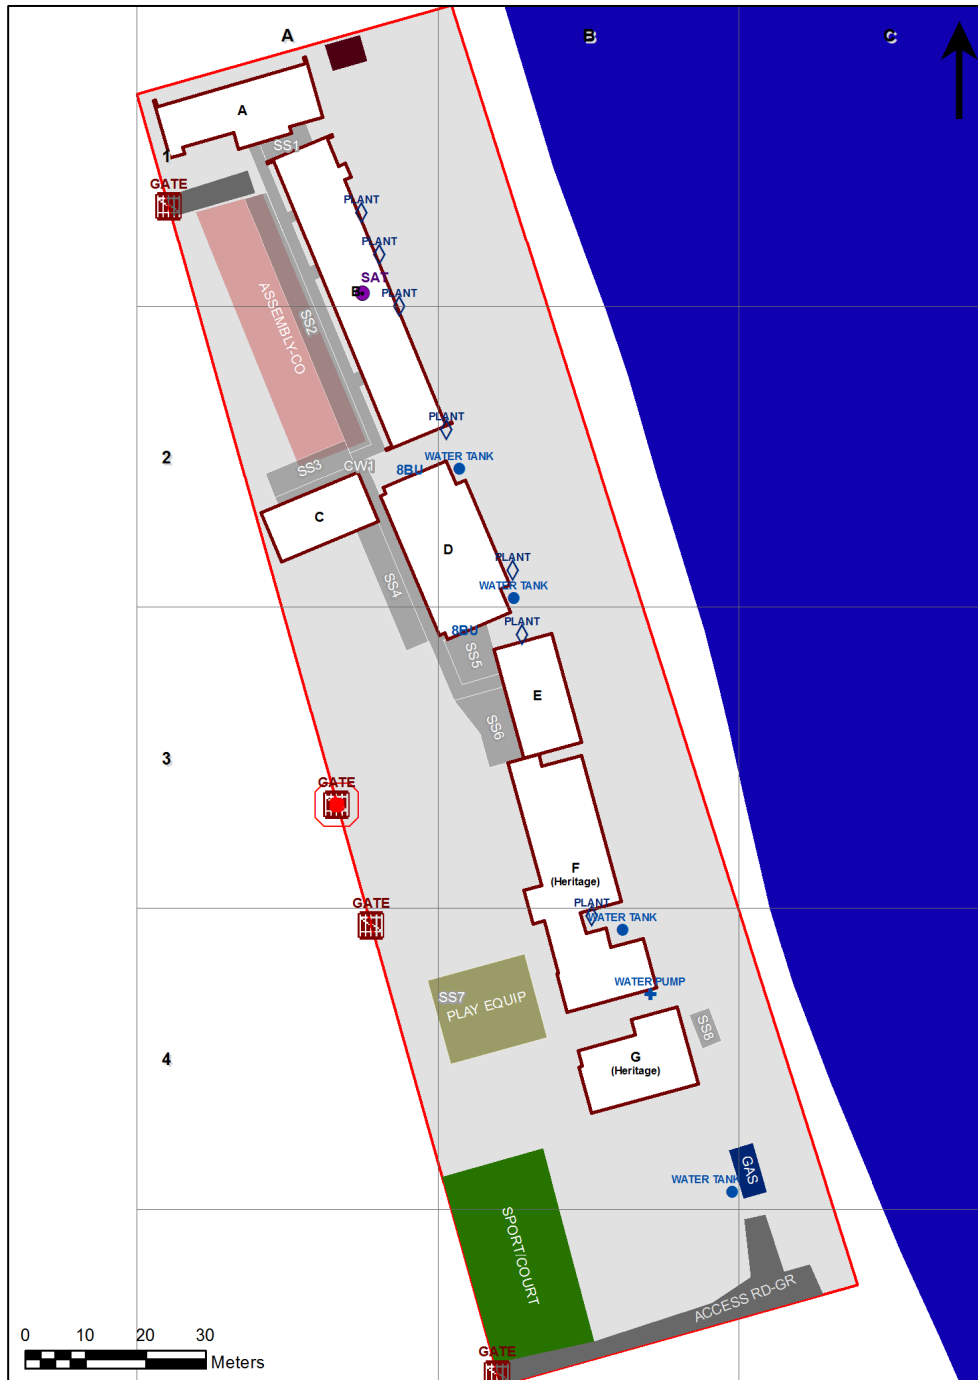 A
B
C
A
1
SS1
GATE
PLANT
PLANT
SAT
B
PLANT
SS2
ASSEMBLY-CO
PLANT
2
SS3
CW1
8BU
WATER TANK
C
D
PLANT
SS4
WATER TANK
PLANT
8BU
SS5
E
SS6
3
GATE
F
(Heritage)
GATE
PLANT
WATER TANK
WATER PUMP
SS7
PLAY EQUIP
SS8
4
G
(Heritage)
GAS
WATER TANK
SPORT/COURT
ACCESS RD-GR
GATE
0 10 20 30
Meters